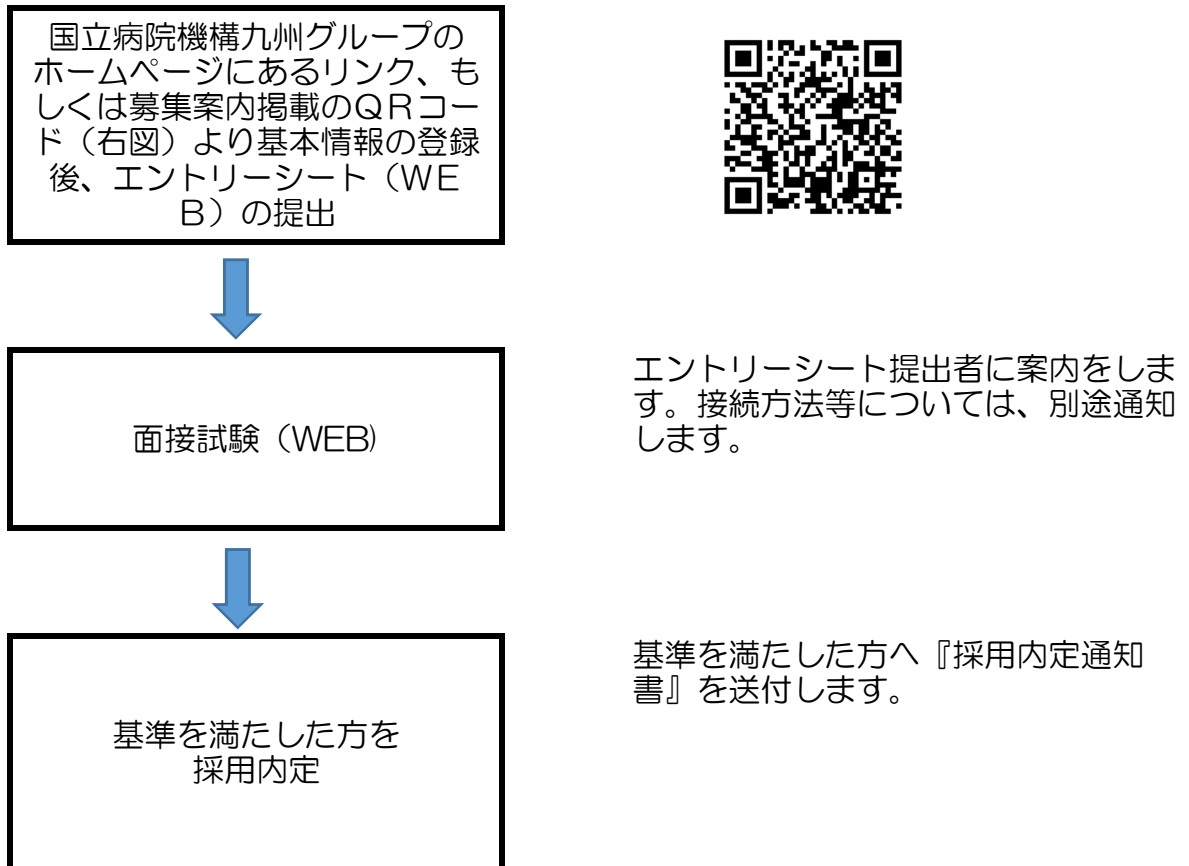 国立病院機構九州グループの
ホームページにあるリンク、も
しくは募集案内掲載のＱＲコー
ド（右図）より基本情報の登録
後、エントリーシート（ＷＥ
Ｂ）の提出
面接試験（WEB)
エントリーシート提出者に案内をしま
す。接続方法等については、別途通知
します。
基準を満たした方を
採用内定
基準を満たした方へ『採用内定通知
書』を送付します。